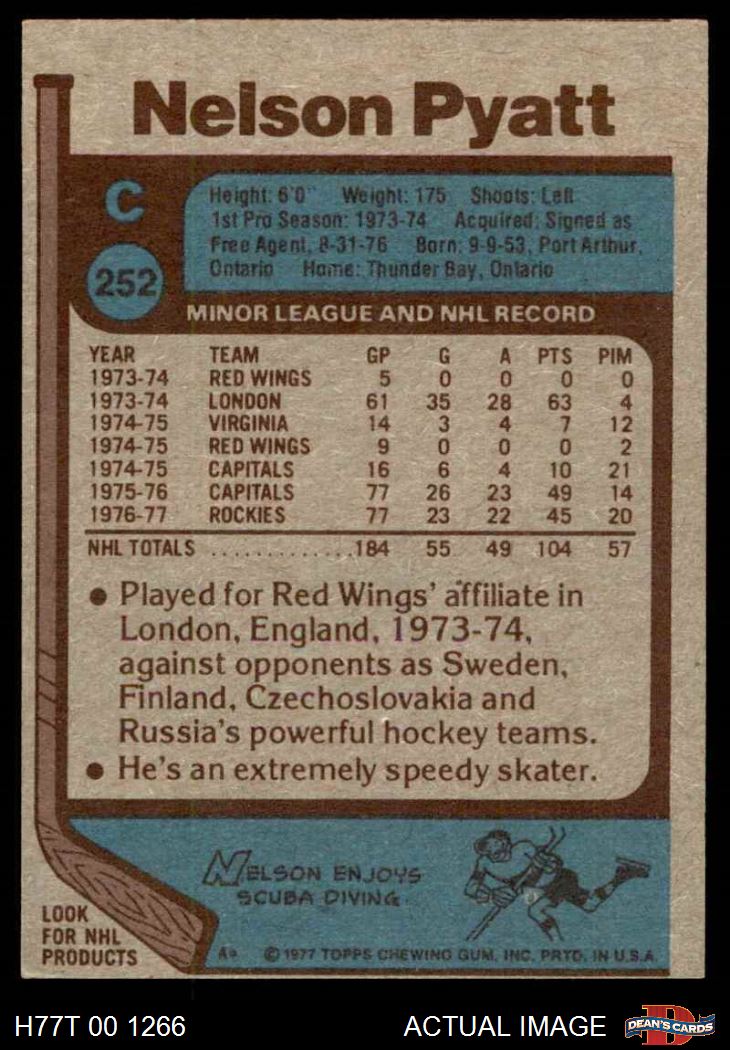 Nelson Pyatt
C
252
Height: 6'0" Weight: 175 Shoots: Left
1st Pro Season: 1973-74 Acquired: Signed as
Free Agent, 8-31-76 Born: 9-9-53, Port Arthur,
Ontario Home: Thunder Bay, Ontario
MINOR LEAGUE AND NHL RECORD
YEAR TEAM GP G A PTS PIM
1973-74 RED WINGS 5 0 0 0 0
1973-74 LONDON 61 35 28 63 4
1974-75 VIRGINIA 14 3 4 7 12
1974-75 RED WINGS 9 0 0 0 2
1974-75 CAPITALS 16 6 4 10 21
1975-76 CAPITALS 77 26 23 49 14
1976-77 ROCKIES 77 23 22 45 20
NHL TOTALS .............184 55 49 104 57
● Played for Red Wings' affiliate in
London, England, 1973-74,
against opponents as Sweden,
Finland, Czechoslovakia and
Russia's powerful hockey teams.
● He's an extremely speedy skater.
NELSON ENJOYS
SCUBA DIVING
LOOK
FOR NHL
PRODUCTS
A* © 1977 TOPPS CHEWING GUM, INC. PRTD. IN U.S.A.
H77T 00 1266 ACTUAL IMAGE
D
DEAN'S CARDS